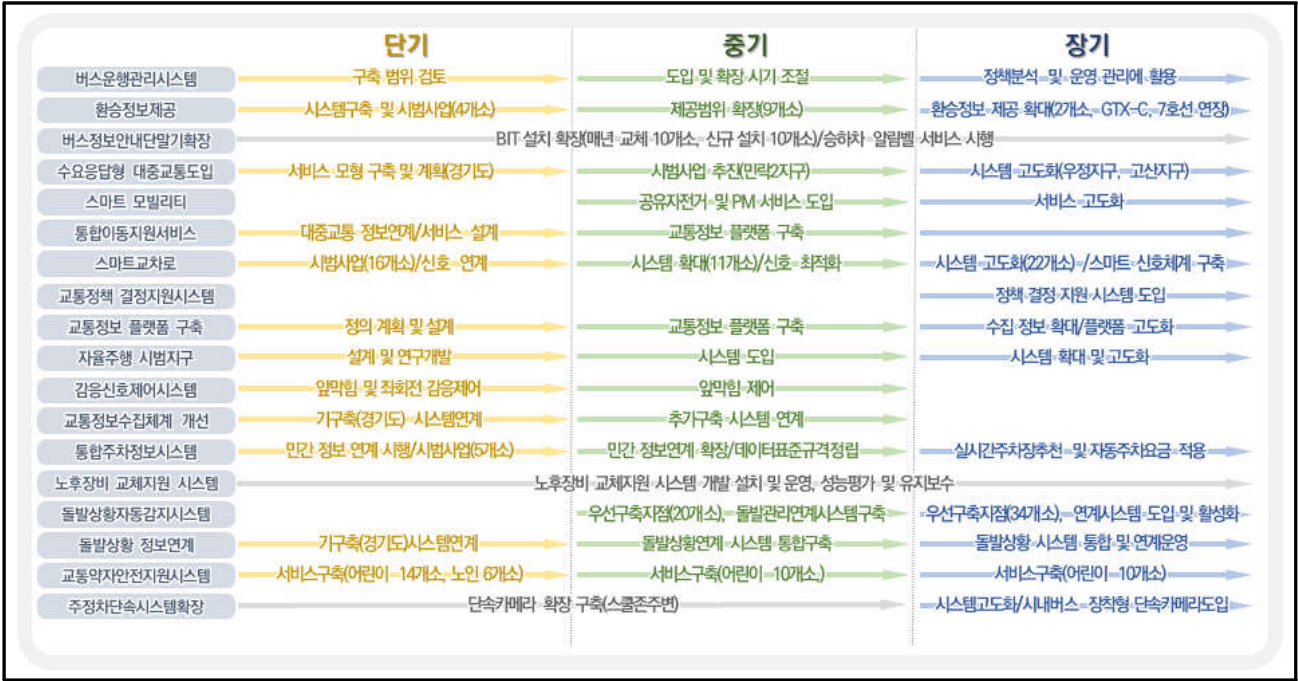 단기 중기 장기
버스운행관리시스템 구축 범위 검토 도입 및 확장 시기 조절 정책분석 및 운영 관리에 활용
환승정보제공 시스템구축 및 시범사업(4개소) 제공범위 확장(9개소) 환승정보 제공 확대(2개소, GTX-C, 7호선 연장)
버스정보안내단말기확장 BIT 설치 확장(매년 교체 10개소, 신규 설치 10개소)/승하차 알림벨 서비스 시행
수요응답형 대중교통도입 서비스 모형 구축 및 계획(경기도) 시범사업 추진(민락2지구) 시스템 고도화(우정지구, 고산지구)
스마트 모빌리티 공유자전거 및 PM 서비스 도입 서비스 고도화
통합이동지원서비스 대중교통 정보연계/서비스 설계 교통정보 플랫폼 구축
스마트교차로 시범사업(16개소)/신호 연계 시스템 확대(11개소)/신호 최적화 시스템 고도화(22개소) /스마트 신호체계 구축
교통정책 결정지원시스템 정책 결정 지원 시스템 도입
교통정보 플랫폼 구축 정의 계획 및 설계 교통정보 플랫폼 구축 수집 정보 확대/플랫폼 고도화
자율주행 시범지구 설계 및 연구개발 시스템 도입 시스템 확대 및 고도화
감응신호제어시스템 앞막힘 및 좌회전 감응제어 앞막힘 제어
교통정보수집체계 개선 기구축(경기도) 시스템연계 추가구축 시스템 연계
통합주차정보시스템 민간 정보 연계 시행/시범사업(5개소) 민간 정보연계 확장/데이터표준규격정립 실시간주차장추천 및 자동주차요금 적용
노후장비 교체지원 시스템 노후장비 교체지원 시스템 개발 설치 및 운영, 성능평가 및 유지보수
돌발상황자동감지시스템 우선구축지점(20개소), 돌발관리연계시스템구축 우선구축지점(34개소), 연계시스템 도입 및 활성화
돌발상황 정보연계 기구축(경기도)시스템연계 돌발상황연계 시스템 통합구축 돌발상황 시스템 통합 및 연계운영
교통약자안전지원시스템 서비스구축(어린이 14개소, 노인 6개소) 서비스구축(어린이 10개소,) 서비스구축(어린이 10개소)
주정차단속시스템확장 단속카메라 확장 구축(스쿨존주변) 시스템고도화/시내버스 장착형 단속카메라도입